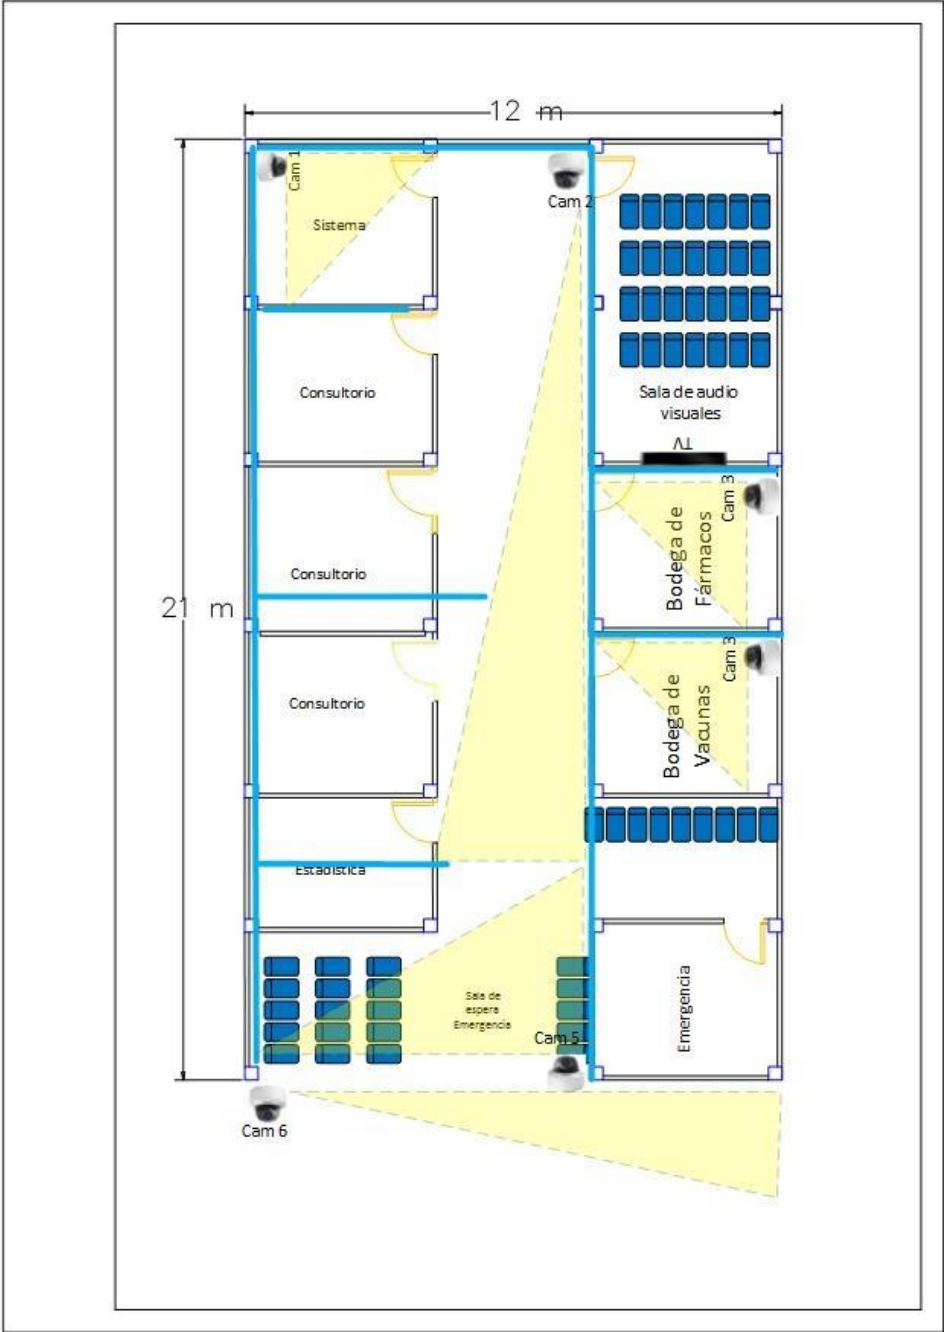 12 m
Cam 1
Cam 2
Sistema
Consultorio
Sala de audio
visuales
TV
Cam 3
Bodega de
Fármacos
Consultorio
21 m
Cam 3
Bodega de
Vacunas
Consultorio
Estadística
Sala de
espera
Emergencia
Cam 5
Emergencia
Cam 6